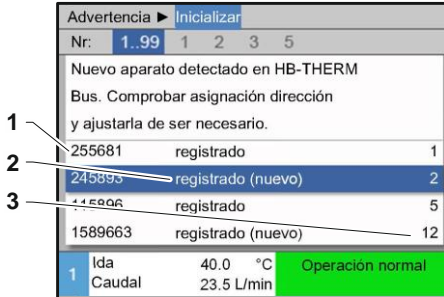 Advertencia ► Inicializar
Nr: 1..99 1 2 3 5
Nuevo aparato detectado en HB-THERM
Bus. Comprobar asignación dirección
y ajustarla de ser necesario.
1
255681 registrado 1
2
245893 registrado (nuevo) 2
115896 registrado 5
3
1589663 registrado (nuevo) 12
1 Ida 40.0 °C Operación normal
Caudal 23.5 L/min